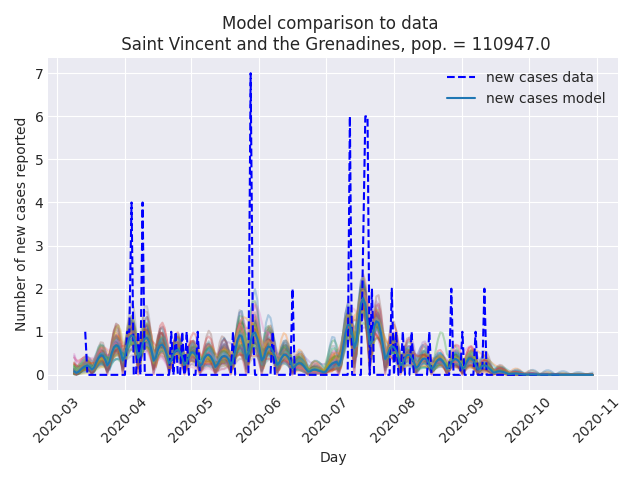 Model comparison to data
Saint Vincent and the Grenadines, pop. = 110947.0
new cases data
new cases model
Number of new cases reported
7
6
5
4
3
2
1
0
2020-03
2020-04
2020-05
2020-06
2020-07
2020-08
2020-09
2020-10
2020-11
Day